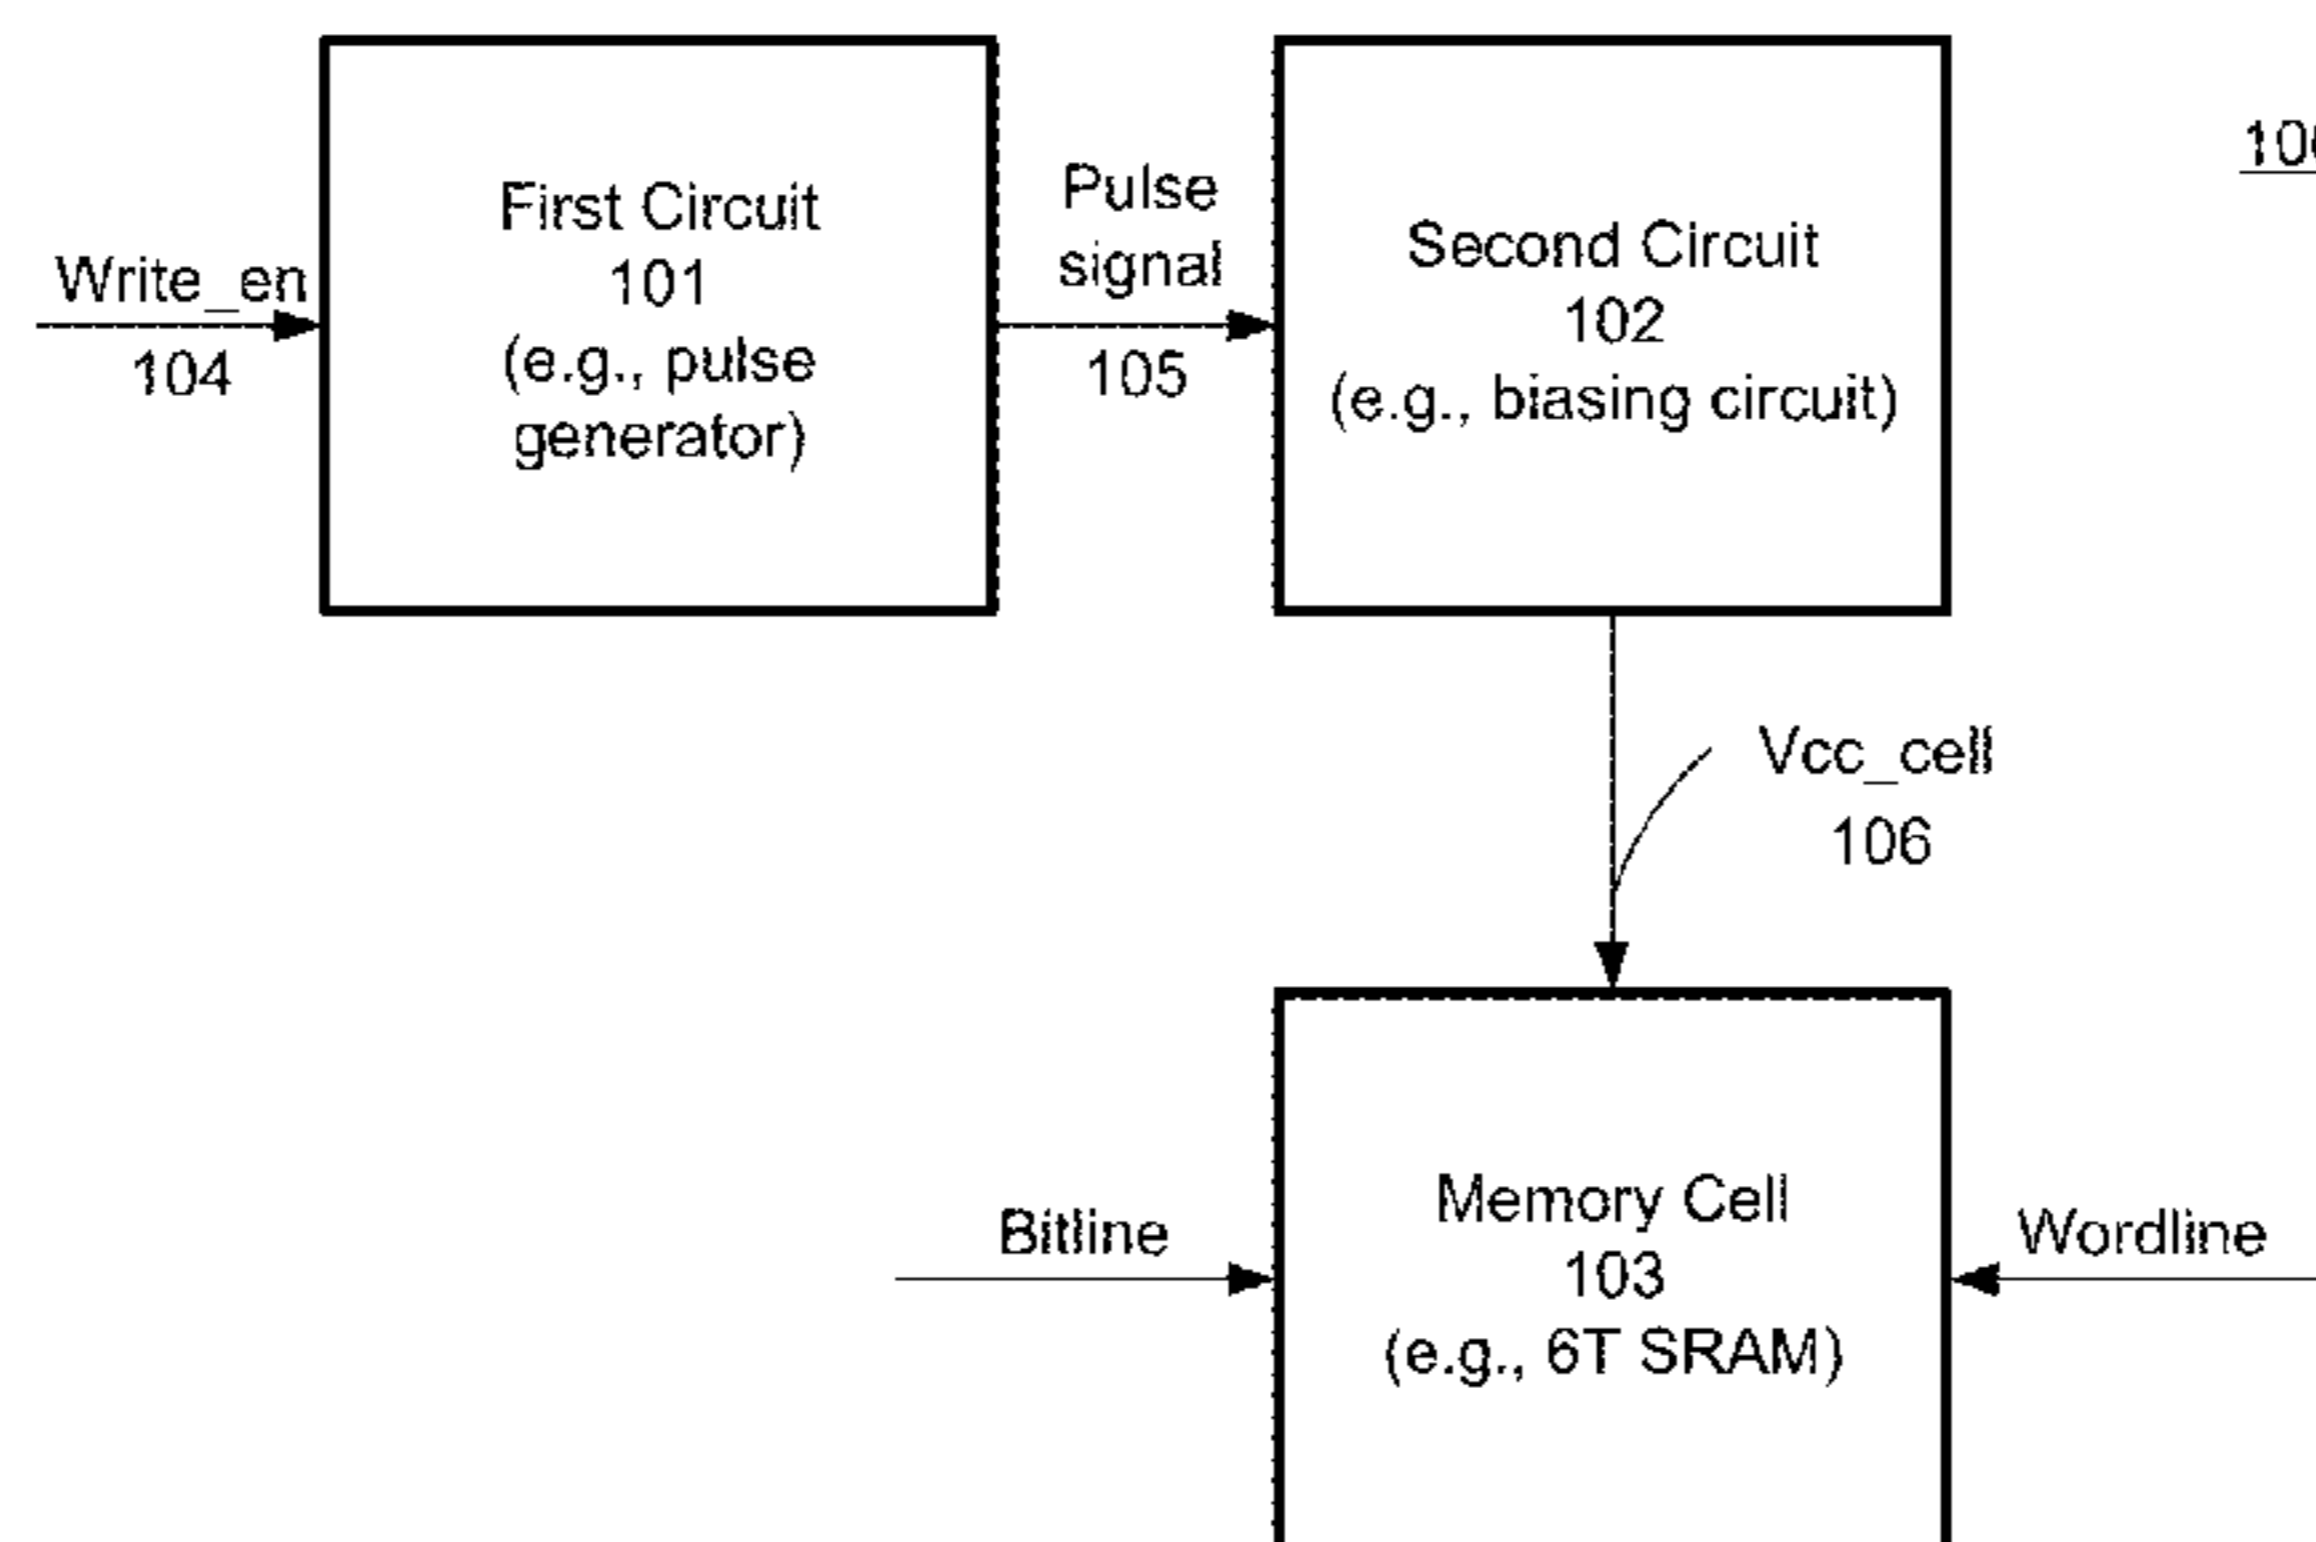 First Circuit
101
(e.g., pulse
generator)
Write_en
104
Pulse
signal
105
Second Circuit
102
(e.g., biasing circuit)
Vcc_cell
106
Bitline
Memory Cell
103
(e.g., 6T SRAM)
Wordline